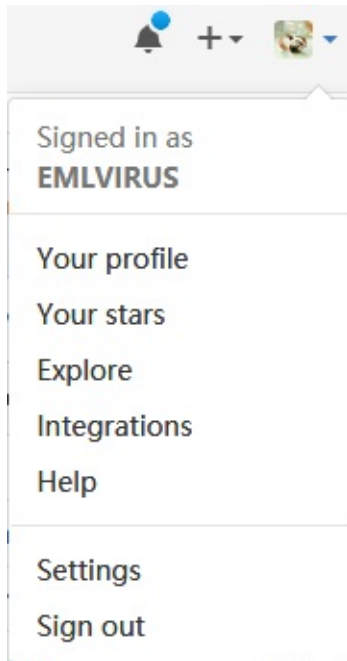 Signed in as
EMLVIRUS
Your profile
Your stars
Explore
Integrations
Help
Settings
Sign out